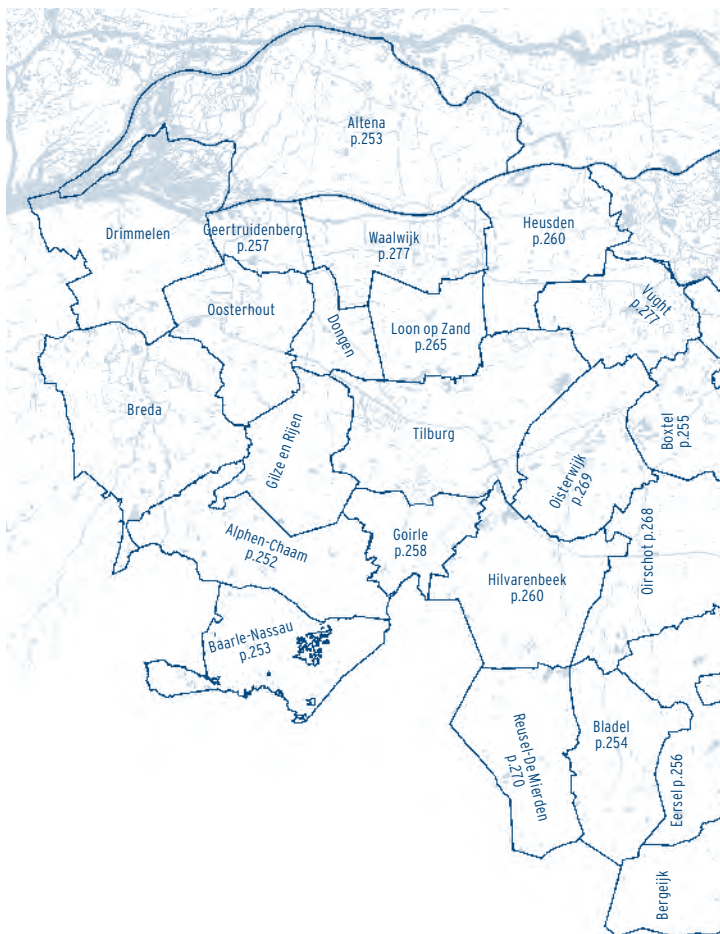 Altena
p.253
Drimmelen
Geertruidenberg
p.257
Waalwijk
p.277
Heusden
p.260
Oosterhout
Dongen
Loon op Zand
p.265
Vught
p.277
Breda
Gilze en Rijen
Tilburg
Oisterwijk
p.269
Boxtel
p.255
Alphen-Chaam
p.252
Goirle
p.258
Hilvarenbeek
p.260
Oirschot p.268
Baarle-Nassau
p.253
Reusel-De Mierden
p.270
Bladel
p.254
Eersel p.256
Bergeijk